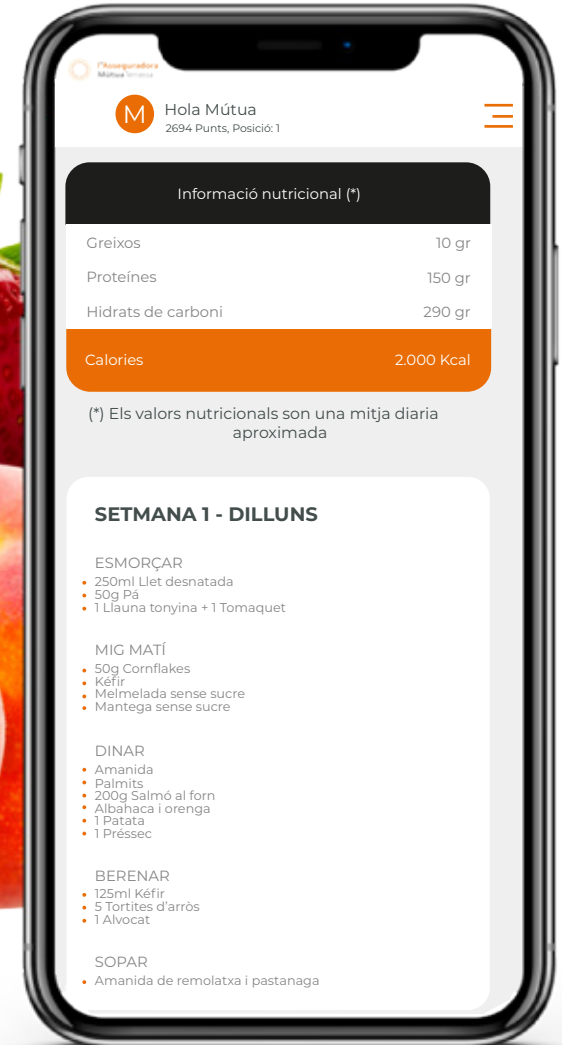 l'Asseguradora
Mútua Terrassa
M
Hola Mútua
2694 Punts, Posició: 1
Informació nutricional (*)
Greixos 10 gr
Proteínes 150 gr
Hidrats de carboni 290 gr
Calories 2.000 Kcal
(*) Els valors nutricionals son una mitja diaria
aproximada
SETMANA 1 - DILLUNS
ESMORÇAR
250ml Llet desnatada
50g Pá
1 Llauna tonyina + 1 Tomaquet
MIG MATÍ
50g Cornflakes
Kéfir
Melmelada sense sucre
Mantega sense sucre
DINAR
Amanida
Palmits
200g Salmó al forn
Albahaca i orenga
1 Patata
1 Préssec
BERENAR
125ml Kéfir
5 Tortites d'arròs
1 Alvocat
SOPAR
Amanida de remolatxa i pastanaga